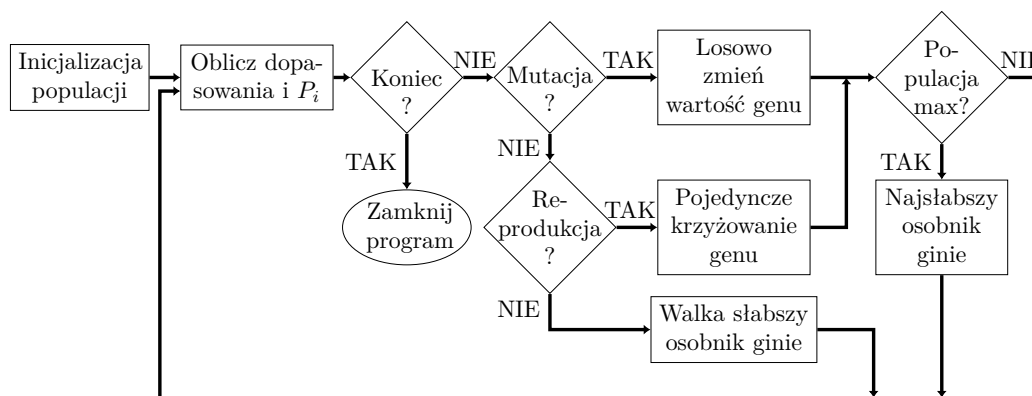 Inicjalizacja
populacji
Oblicz dopa-
sowania i P_i
Koniec
?
NIE
TAK
Zamknij
program
Mutacja
?
TAK
NIE
Losowo
zmień
wartość genu
Re-
produkcja
?
TAK
NIE
Pojedyncze
krzyżowanie
genu
Walka słabszy
osobnik ginie
Po-
pulacja
max?
NIE
TAK
Najsłabszy
osobnik
ginie